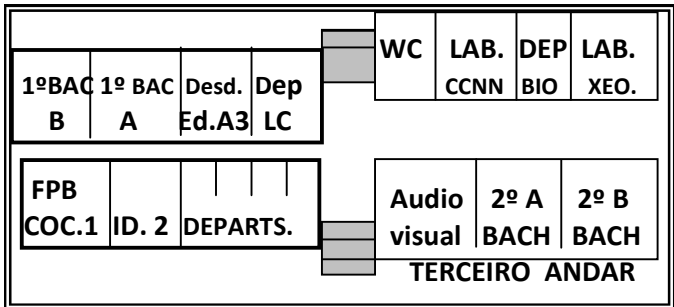 WC LAB. DEP LAB.
CCNN BIO XEO.
1ºBAC 1º BAC Desd. Dep
B A Ed.A3 LC
FPB
COC.1 ID. 2 DEPARTS.
Audio 2º A 2º B
visual BACH BACH
TERCEIRO ANDAR